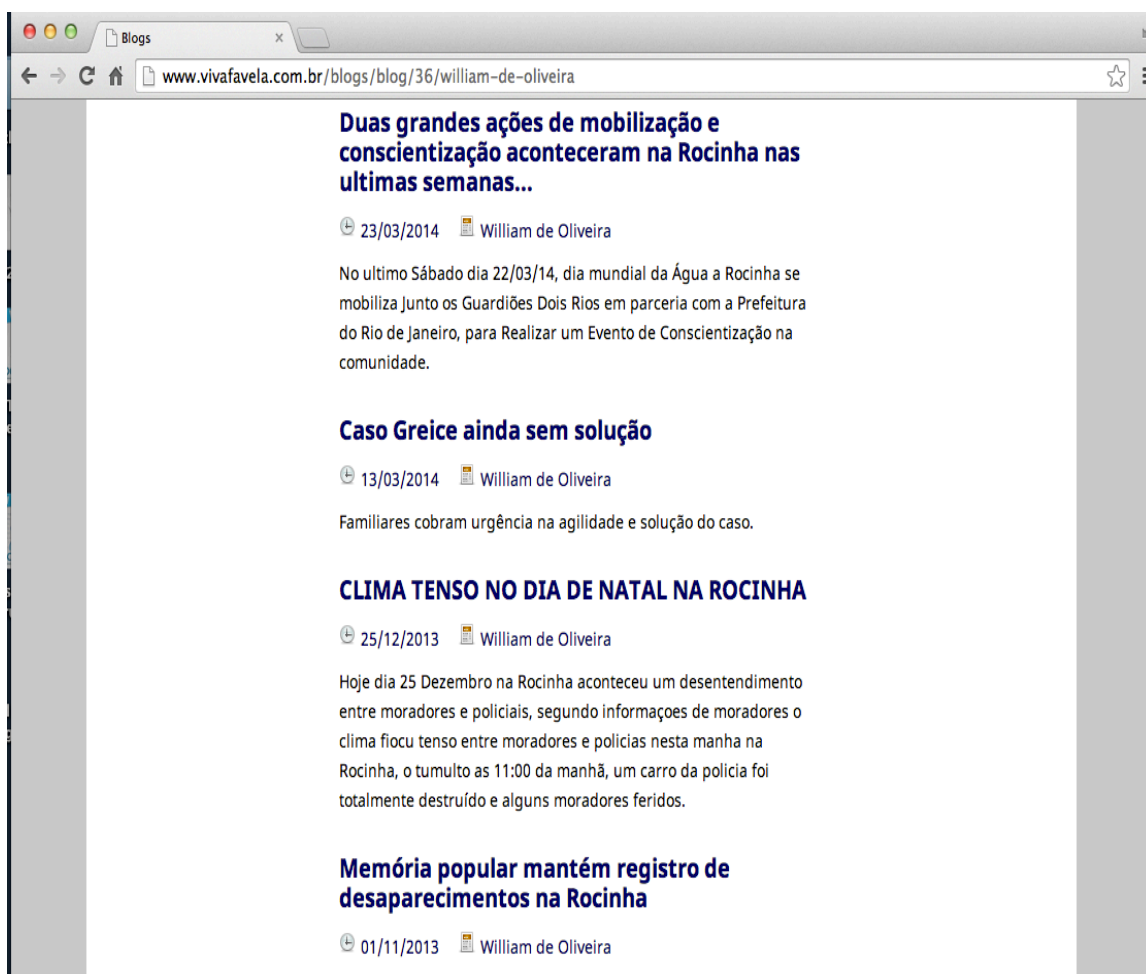 Blogs
www.vivafavela.com.br/blogs/blog/36/william-de-oliveira
Duas grandes ações de mobilização e
conscientização aconteceram na Rocinha nas
ultimas semanas...
23/03/2014 William de Oliveira
No ultimo Sábado dia 22/03/14, dia mundial da Água a Rocinha se
mobiliza Junto os Guardiões Dois Rios em parceria com a Prefeitura
do Rio de Janeiro, para Realizar um Evento de Conscientização na
comunidade.
Caso Greice ainda sem solução
13/03/2014 William de Oliveira
Familiares cobram urgência na agilidade e solução do caso.
CLIMA TENSO NO DIA DE NATAL NA ROCINHA
25/12/2013 William de Oliveira
Hoje dia 25 Dezembro na Rocinha aconteceu um desentendimento
entre moradores e policiais, segundo informaçoes de moradores o
clima fiocu tenso entre moradores e policias nesta manha na
Rocinha, o tumulto as 11:00 da manhã, um carro da policia foi
totalmente destruído e alguns moradores feridos.
Memória popular mantém registro de
desaparecimentos na Rocinha
01/11/2013 William de Oliveira